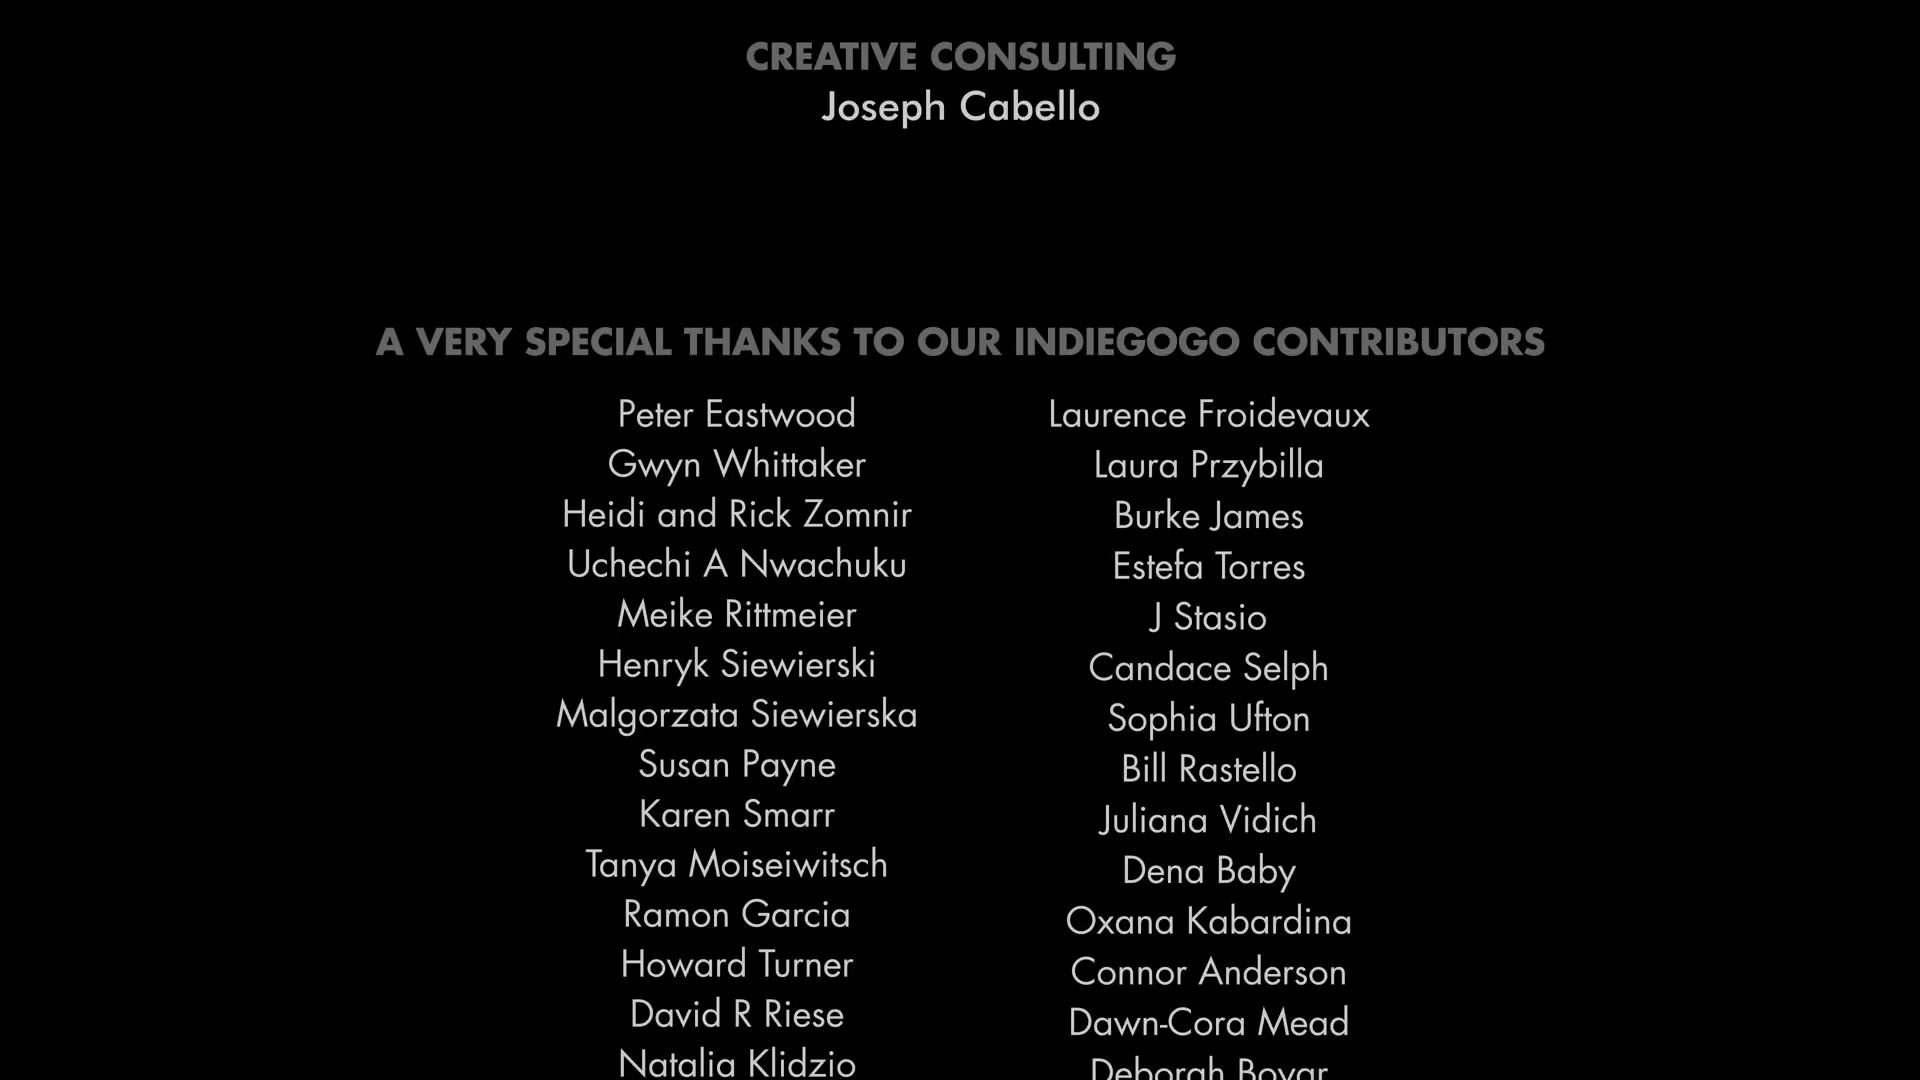 CREATIVE CONSULTING
Joseph Cabello
A VERY SPECIAL THANKS TO OUR INDIEGOGO CONTRIBUTORS
Peter Eastwood
Gwyn Whittaker
Heidi and Rick Zomnir
Uchechi A Nwachuku
Meike Rittmeier
Henryk Siewierski
Malgorzata Siewierska
Susan Payne
Karen Smarr
Tanya Moiseiwitsch
Ramon Garcia
Howard Turner
David R Riese
Natalia Klidzio
Laurence Froidevaux
Laura Przybilla
Burke James
Estefa Torres
J Stasio
Candace Selph
Sophia Ufton
Bill Rastello
Juliana Vidich
Dena Baby
Oxana Kabardina
Connor Anderson
Dawn-Cora Mead
Deborah Boyar